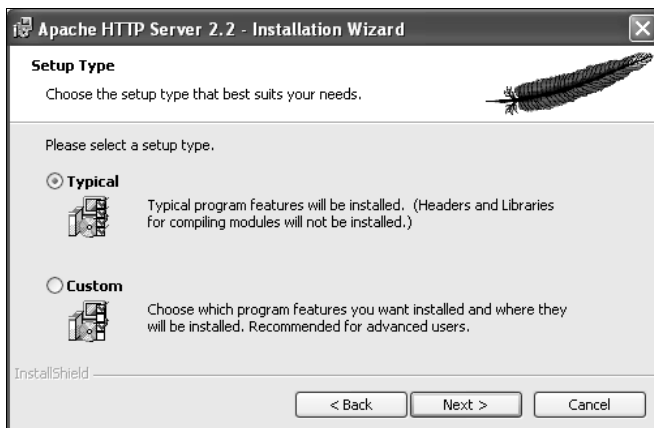 Apache HTTP Server 2.2 - Installation Wizard
Setup Type
Choose the setup type that best suits your needs.
Please select a setup type.
Typical
Typical program features will be installed. (Headers and Libraries
for compiling modules will not be installed.)
Custom
Choose which program features you want installed and where they
will be installed. Recommended for advanced users.
InstallShield
< Back
Next >
Cancel